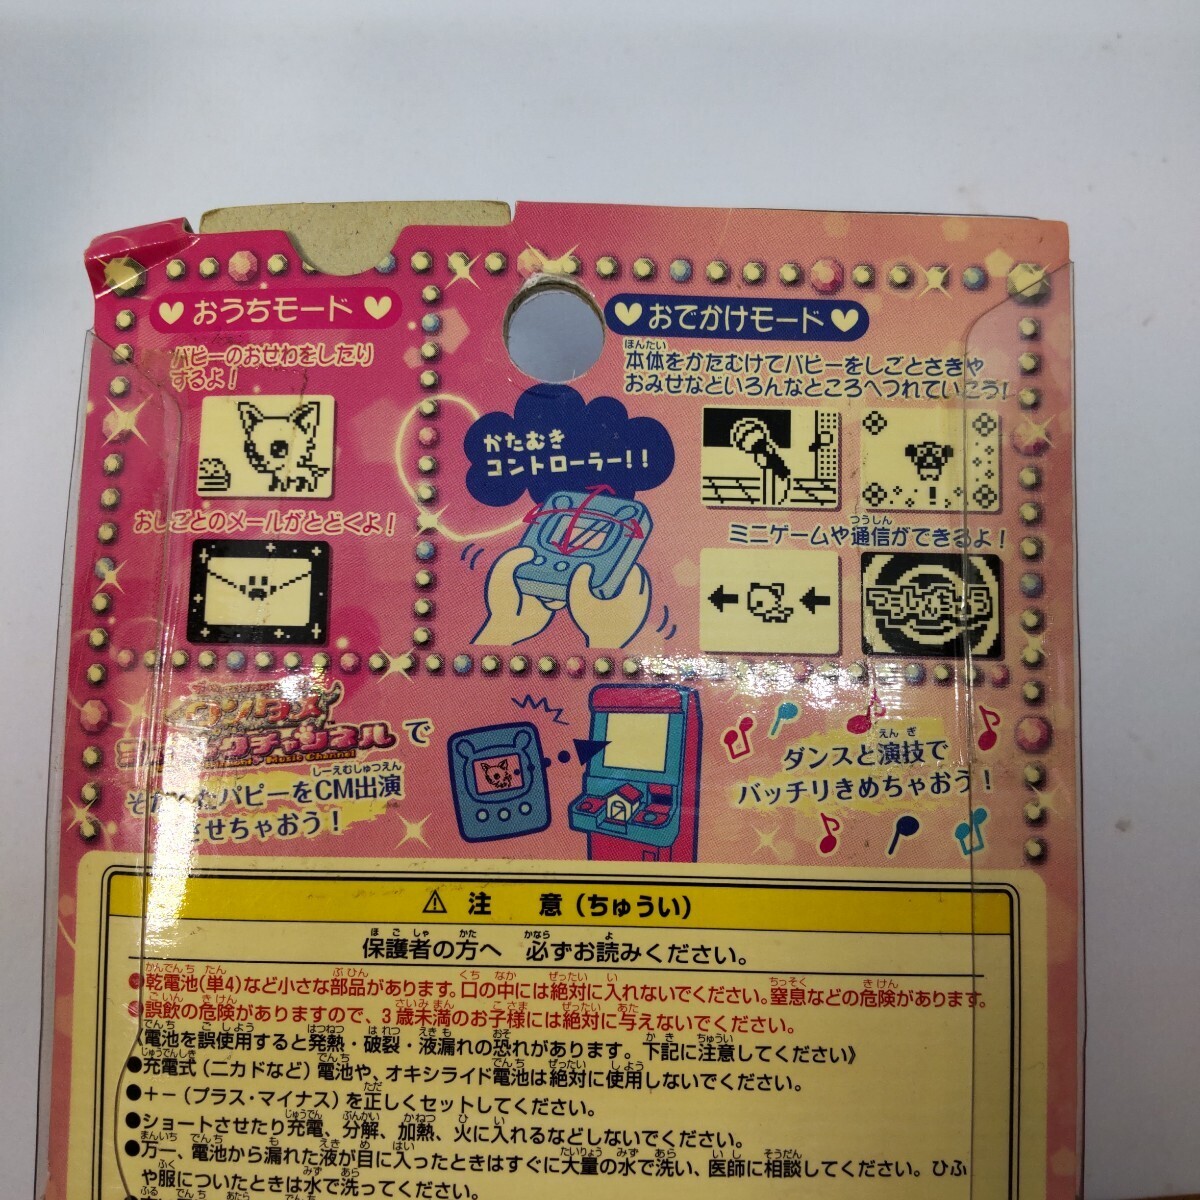 おうちモード
パピーのおせわをしたり
するよ!
おしごとのメールがとどくよ!
かたむき
コントローラー!!
おでかけモード
本体をかたむけてパピーをしごとさきや
おみせなどいろんなところへつれていこう!
ミニゲームや通信ができるよ!
ミュージックチャンネルで
パピーをCM出演
させちゃおう!
ダンスと演技で
バッチリきめちゃおう!
⚠ 注 意(ちゅうい)
保護者の方へ 必ずお読みください。
●乾電池(単4)など小さな部品があります。口の中には絶対に入れないでください。窒息などの危険があります。
●誤飲の危険がありますので、3歳未満のお子様には絶対に与えないでください。
《電池を誤使用すると発熱・破裂・液漏れの恐れがあります。下記に注意してください》
●充電式(ニカドなど)電池や、オキシライド電池は絶対に使用しないでください。
●+−(プラス・マイナス)を正しくセットしてください。
●ショートさせたり充電、分解、加熱、火に入れるなどしないでください。
●万一、電池から漏れた液が目に入ったときはすぐに大量の水で洗い、医師に相談してください。ひふ
や服についたときは水で洗ってください。